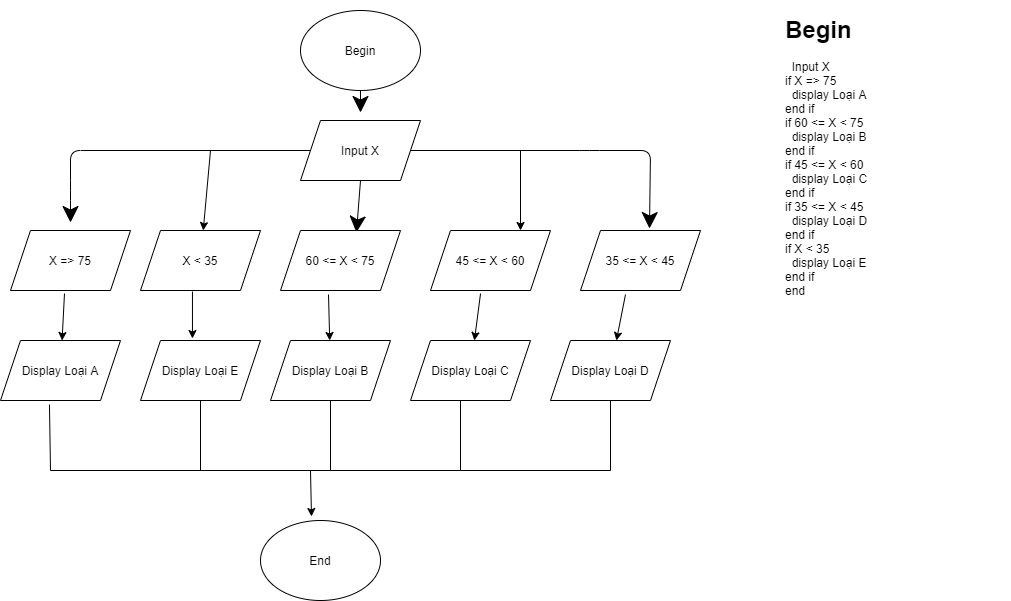 Begin
Input X
X => 75
X < 35
60 <= X < 75
45 <= X < 60
35 <= X < 45
Display Loại A
Display Loại E
Display Loại B
Display Loại C
Display Loại D
End
Begin
Input X
if X => 75
display Loại A
end if
if 60 <= X < 75
display Loại B
end if
if 45 <= X < 60
display Loại C
end if
if 35 <= X < 45
display Loại D
end if
if X < 35
display Loại E
end if
end